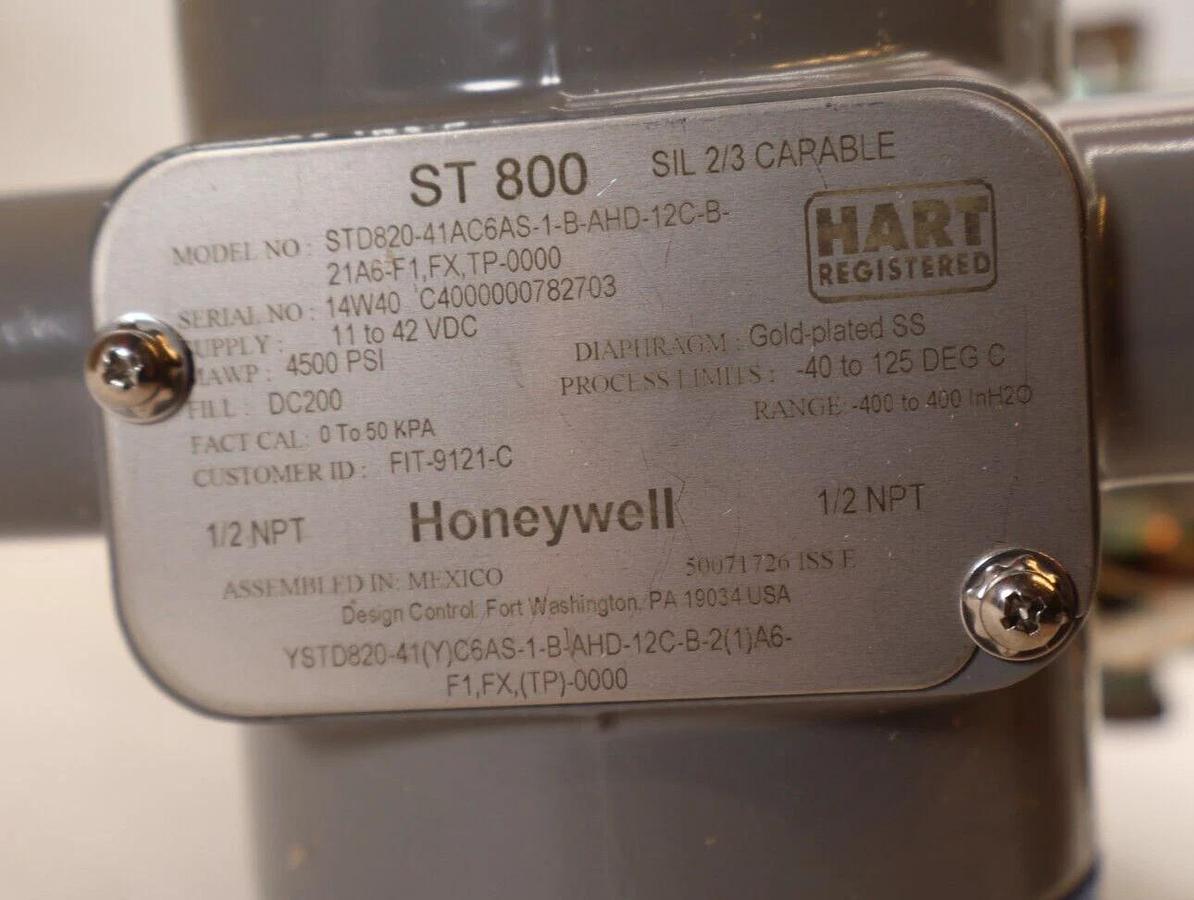 ST 800
SIL 2/3 CAPABLE
MODEL NO : STD820-41AC6AS-1-B-AHD-12C-B-
21A6-F1,FX,TP-0000
HART
REGISTERED
SERIAL NO : 14W40 C4000000782703
UPPLY : 11 to 42 VDC
MAWP : 4500 PSI
DIAPHRAGM : Gold-plated SS
FILL : DC200
PROCESS LIMITS : -40 to 125 DEG C
RANGE: -400 to 400 InH2O
FACT CAL: 0 To 50 KPA
CUSTOMER ID : FIT-9121-C
1/2 NPT Honeywell 1/2 NPT
ASSEMBLED IN: MEXICO 50071726 ISS E
Design Control: Fort Washington, PA 19034 USA
YSTD820-41(Y)C6AS-1-B-AHD-12C-B-2(1)A6-
F1,FX,(TP)-0000